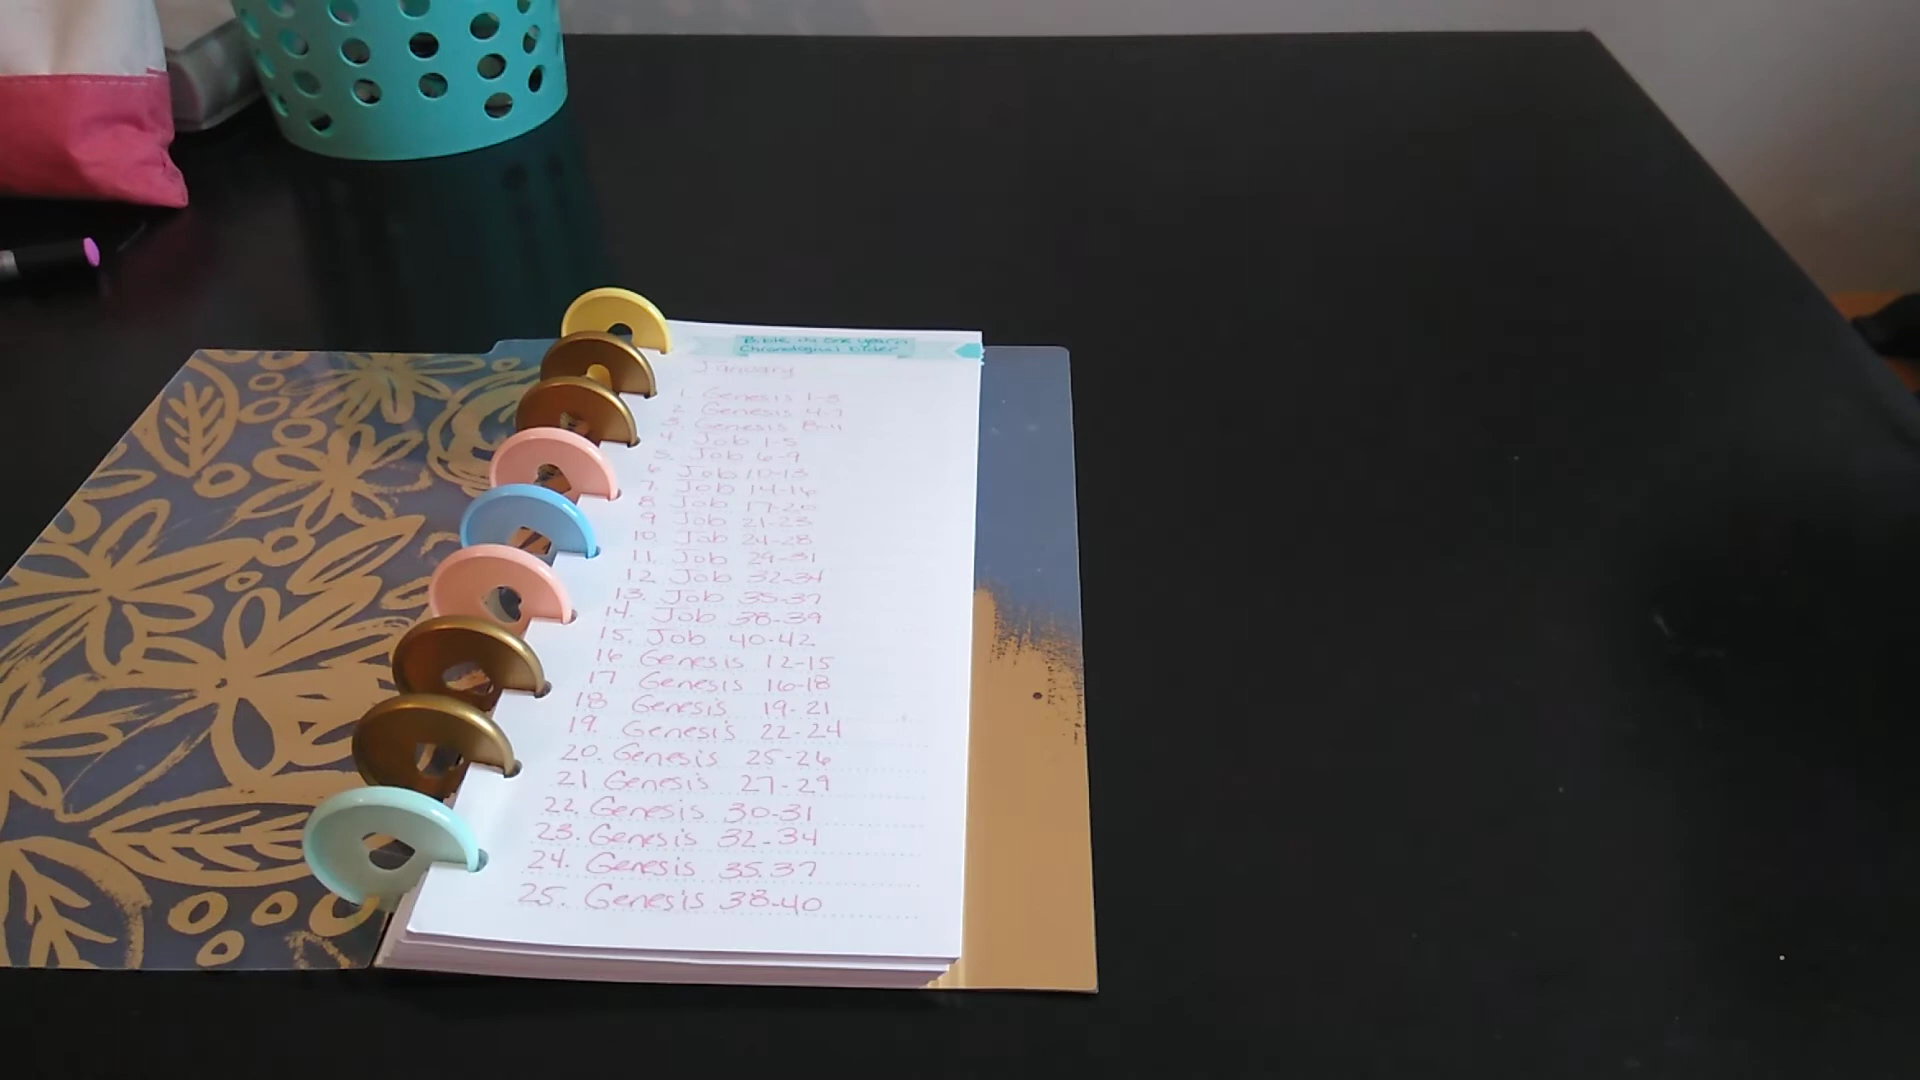 Bible in One Year in
Chronological Order
January
1. Genesis 1-3
2. Genesis 4-7
3. Genesis 8-11
4 Job 1-5
5. Job 6-9
6 Job 10-13
7. Job 14-16
8 Job 17-20
9 Job 21-23
10. Job 24-28
11. Job 29-31
12 Job 32-34
13. Job 35-37
14. Job 38-39
15. Job 40-42
16 Genesis 12-15
17 Genesis 16-18
18 Genesis 19-21
19. Genesis 22-24
20. Genesis 25-26
21 Genesis 27-29
22. Genesis 30-31
23. Genesis 32-34
24. Genesis 35-37
25. Genesis 38-40